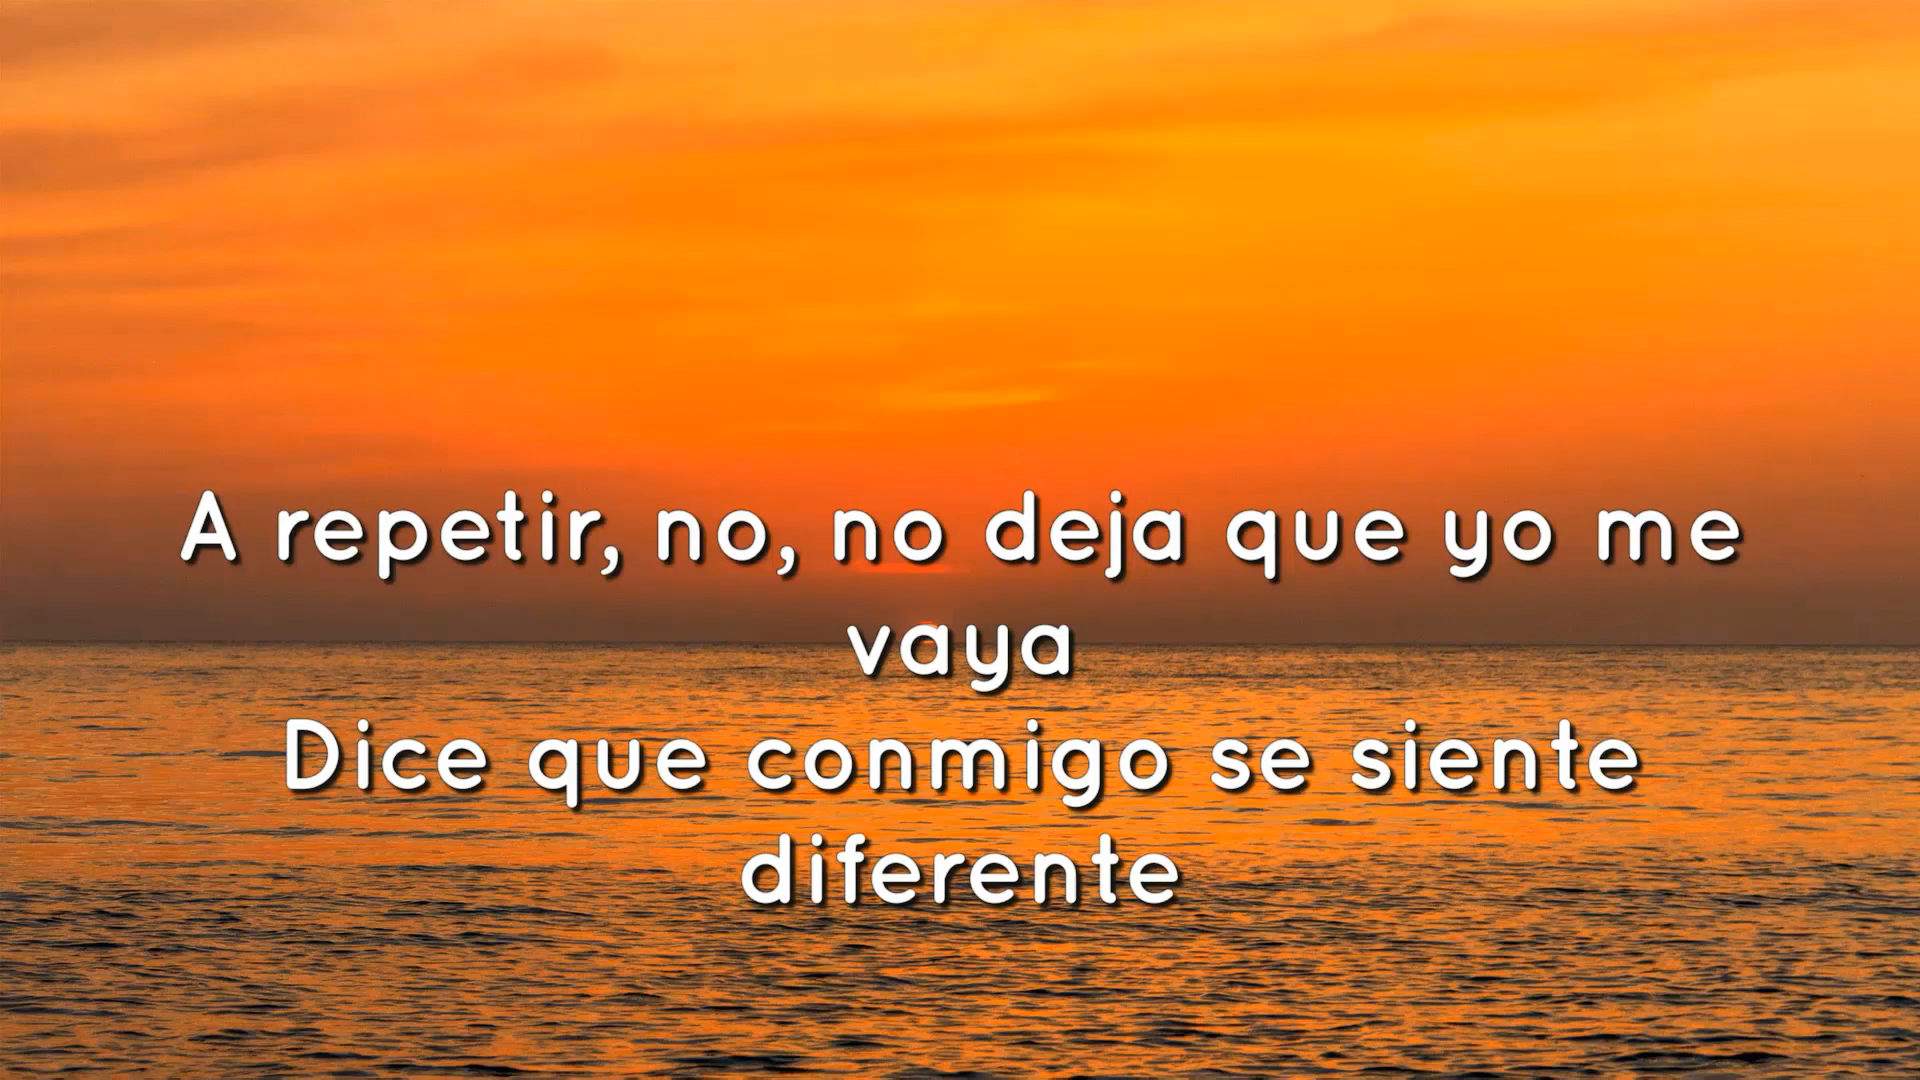 A repetir, no, no deja que yo me
vaya
Dice que conmigo se siente
diferente